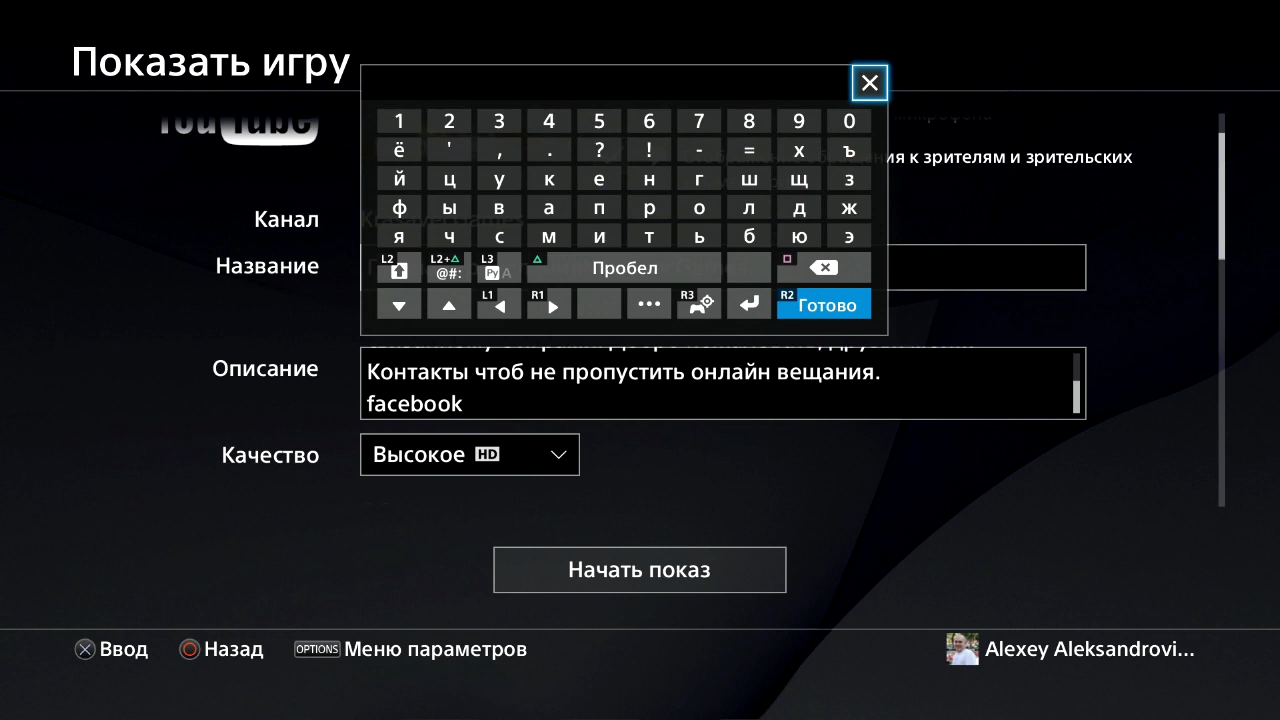 Показать игру
YouTube
ия к зрителям и зрительских
Канал
Название
1 2 3 4 5 6 7 8 9 0
ё ' , . ? ! - = х ъ
й ц у к е н г ш щ з
ф ы в а п р о л д ж
я ч с м и т ь б ю э
L2 L2+△ @#: L3 Ру А △ Пробел □
L1 R1 ••• R3 R2 Готово
Описание
Контакты чтоб не пропустить онлайн вещания.
facebook
Качество
Высокое HD
Начать показ
Ввод
Назад
OPTIONS Меню параметров
Alexey Aleksandrovi...